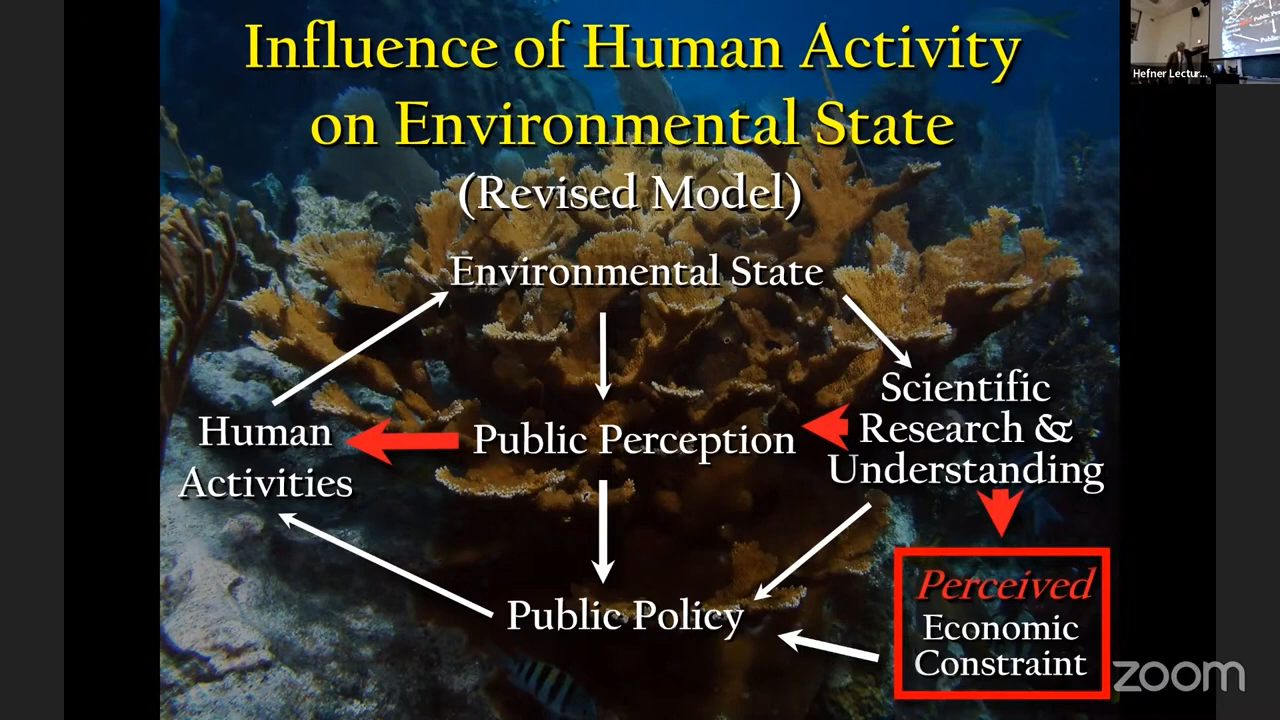 Influence of Human Activity
on Environmental State
(Revised Model)
Environmental State
Scientific
Research &
Understanding
Human
Activities
Public Perception
Public Policy
Perceived
Economic
Constraint
Hefner Lectur...
zoom